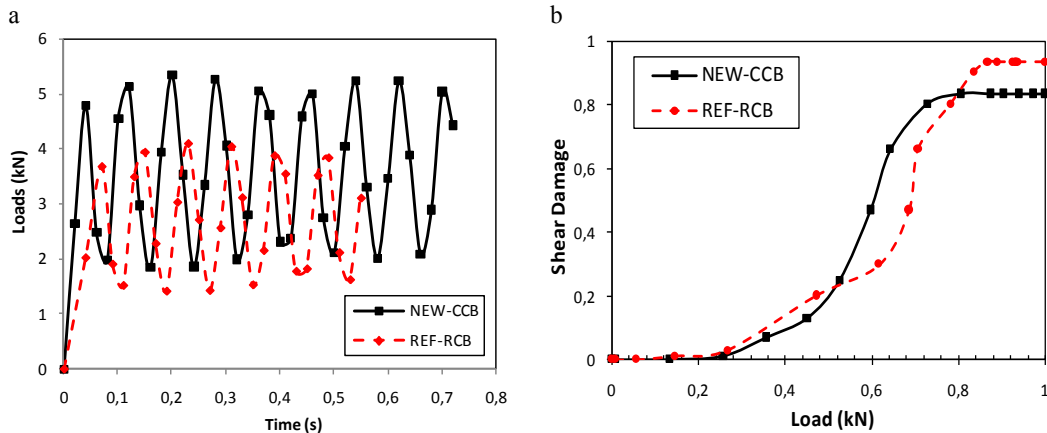 a
Loads (kN)
6
5
4
3
2
1
0
NEW-CCB
REF-RCB
0 0,1 0,2 0,3 0,4 0,5 0,6 0,7 0,8
Time (s)
b
Shear Damage
1
0,8
0,6
0,4
0,2
0
NEW-CCB
REF-RCB
0 0,2 0,4 0,6 0,8 1
Load (kN)